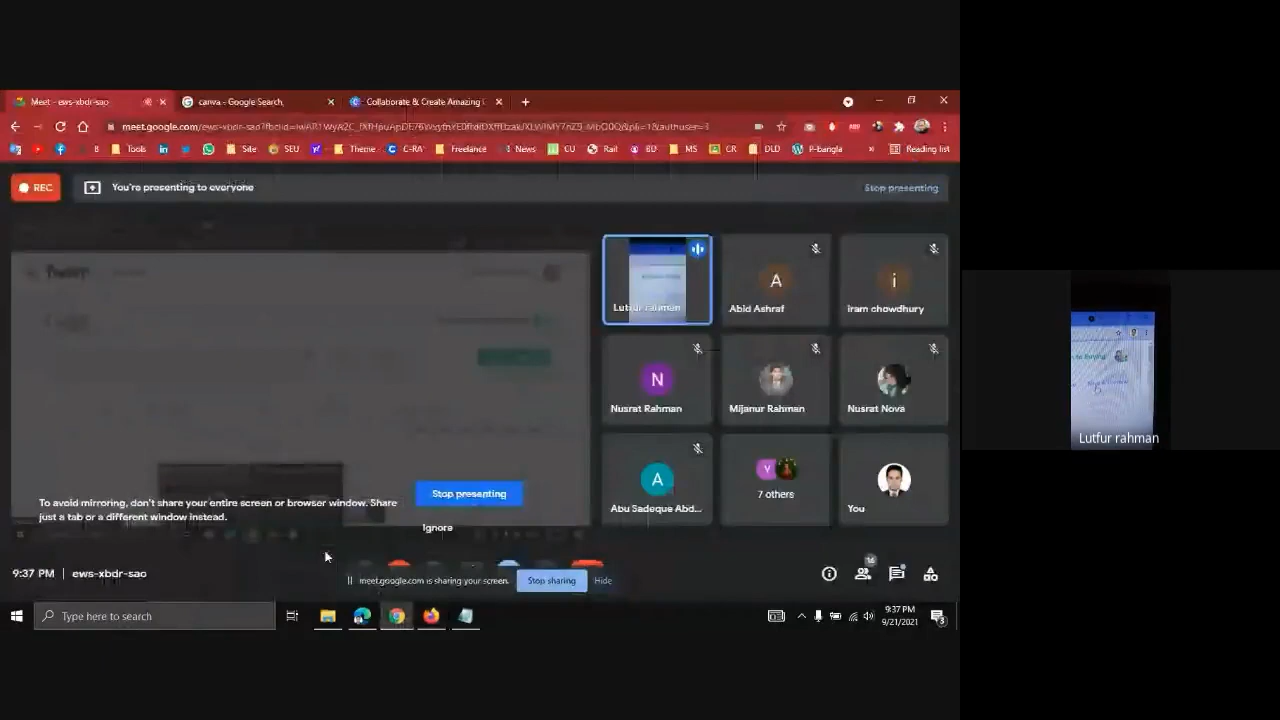 Meet - ews-xbdr-sao
canva - Google Search
Collaborate & Create Amazing
Tools
Site
SEU
Theme
C-RA
Freelance
News
CU
Rail
BD
MS
CR
DLD
P-bangla
»
Reading list
REC
You're presenting to everyone
Stop presenting
Lutfur rahman
A
Abid Ashraf
i
iram chowdhury
N
Nusrat Rahman
Mijanur Rahman
Nusrat Nova
A
Abu Sadeque Abd...
V
7 others
You
To avoid mirroring, don't share your entire screen or browser window. Share
just a tab or a different window instead.
Stop presenting
Ignore
9:37 PM | ews-xbdr-sao
meet.google.com is sharing your screen.
Stop sharing
Hide
14
Type here to search
9:37 PM
9/21/2021
3
Lutfur rahman